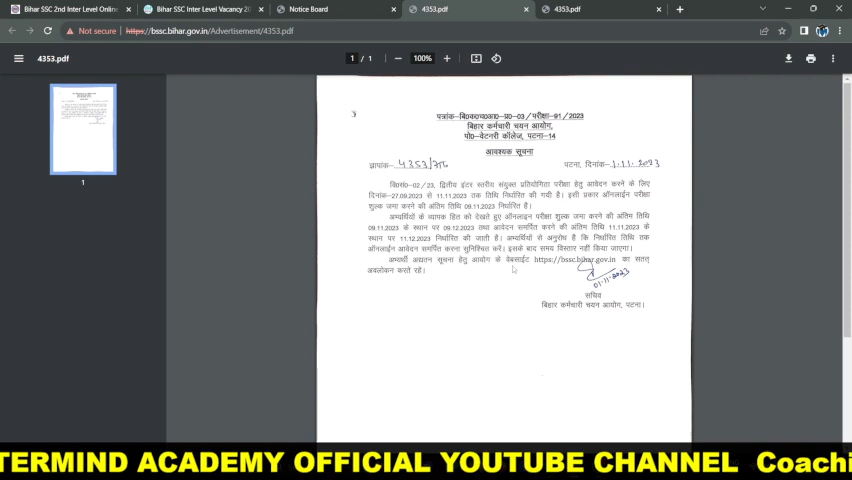 Bihar SSC 2nd Inter Level Online
Bihar SSC Inter Level Vacancy 20
Notice Board
4353.pdf
4353.pdf
Not secure
https://bssc.bihar.gov.in/Advertisement/4353.pdf
4353.pdf
1 / 1
100%
1
पत्रांक–बि0क0च0आ0–प्र0–03/परीक्षा–91/2023
बिहार कर्मचारी चयन आयोग,
पो0–वेटनरी कॉलेज, पटना–14
आवश्यक सूचना
ज्ञापांक- 4353/
पटना, दिनांक- 1.11.2023
वि0सं0–02/23, द्वितीय इंटर स्तरीय संयुक्त प्रतियोगिता परीक्षा हेतु आवेदन करने के लिए
दिनांक–27.09.2023 से 11.11.2023 तक तिथि निर्धारित की गयी है। इसी प्रकार ऑनलाईन परीक्षा
शुल्क जमा करने की अंतिम तिथि 09.11.2023 निर्धारित है।
अभ्यर्थियों के व्यापक हित को देखते हुए ऑनलाइन परीक्षा शुल्क जमा करने की अंतिम तिथि
09.11.2023 के स्थान पर 09.12.2023 तथा आवेदन समर्पित करने की अंतिम तिथि 11.11.2023 के
स्थान पर 11.12.2023 निर्धारित की जाती है। अभ्यर्थियों से अनुरोध है कि निर्धारित तिथि तक
ऑनलाईन आवेदन समर्पित करना सुनिश्चित करें। इसके बाद समय विस्तार नहीं किया जाएगा।
अभ्यर्थी अद्यतन सूचना हेतु आयोग के वेबसाईट https://bssc.bihar.gov.in का सतत्
अवलोकन करते रहें।
01.11.2023
सचिव
बिहार कर्मचारी चयन आयोग, पटना।
TERMIND ACADEMY OFFICIAL YOUTUBE CHANNEL Coachi